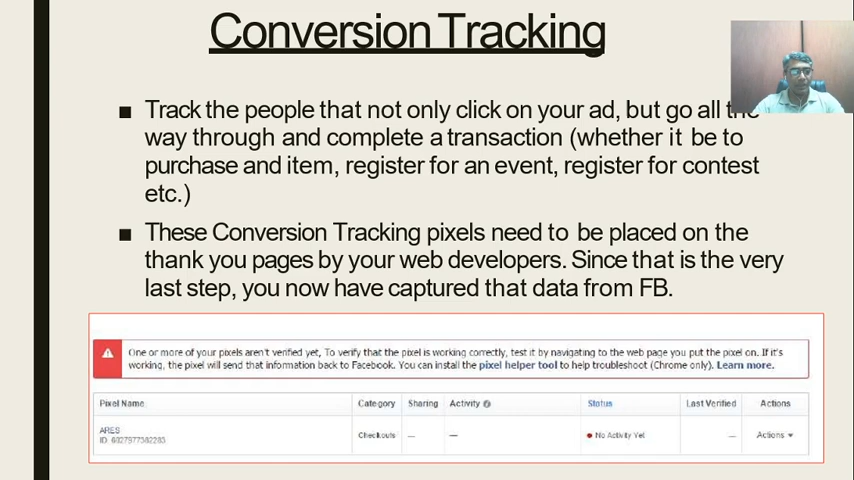 Conversion Tracking
■ Track the people that not only click on your ad, but go all the
way through and complete a transaction (whether it be to
purchase and item, register for an event, register for contest
etc.)
■ These Conversion Tracking pixels need to be placed on the
thank you pages by your web developers. Since that is the very
last step, you now have captured that data from FB.
One or more of your pixels aren't verified yet, To verify that the pixel is working correctly, test it by navigating to the web page you put the pixel on. If it's
working, the pixel will send that information back to Facebook. You can install the pixel helper tool to help troubleshoot (Chrome only). Learn more.
Pixel Name Category Sharing Activity Status Last Verified Actions
ARES
ID: 6027977382283
Checkouts — — No Activity Yet — Actions